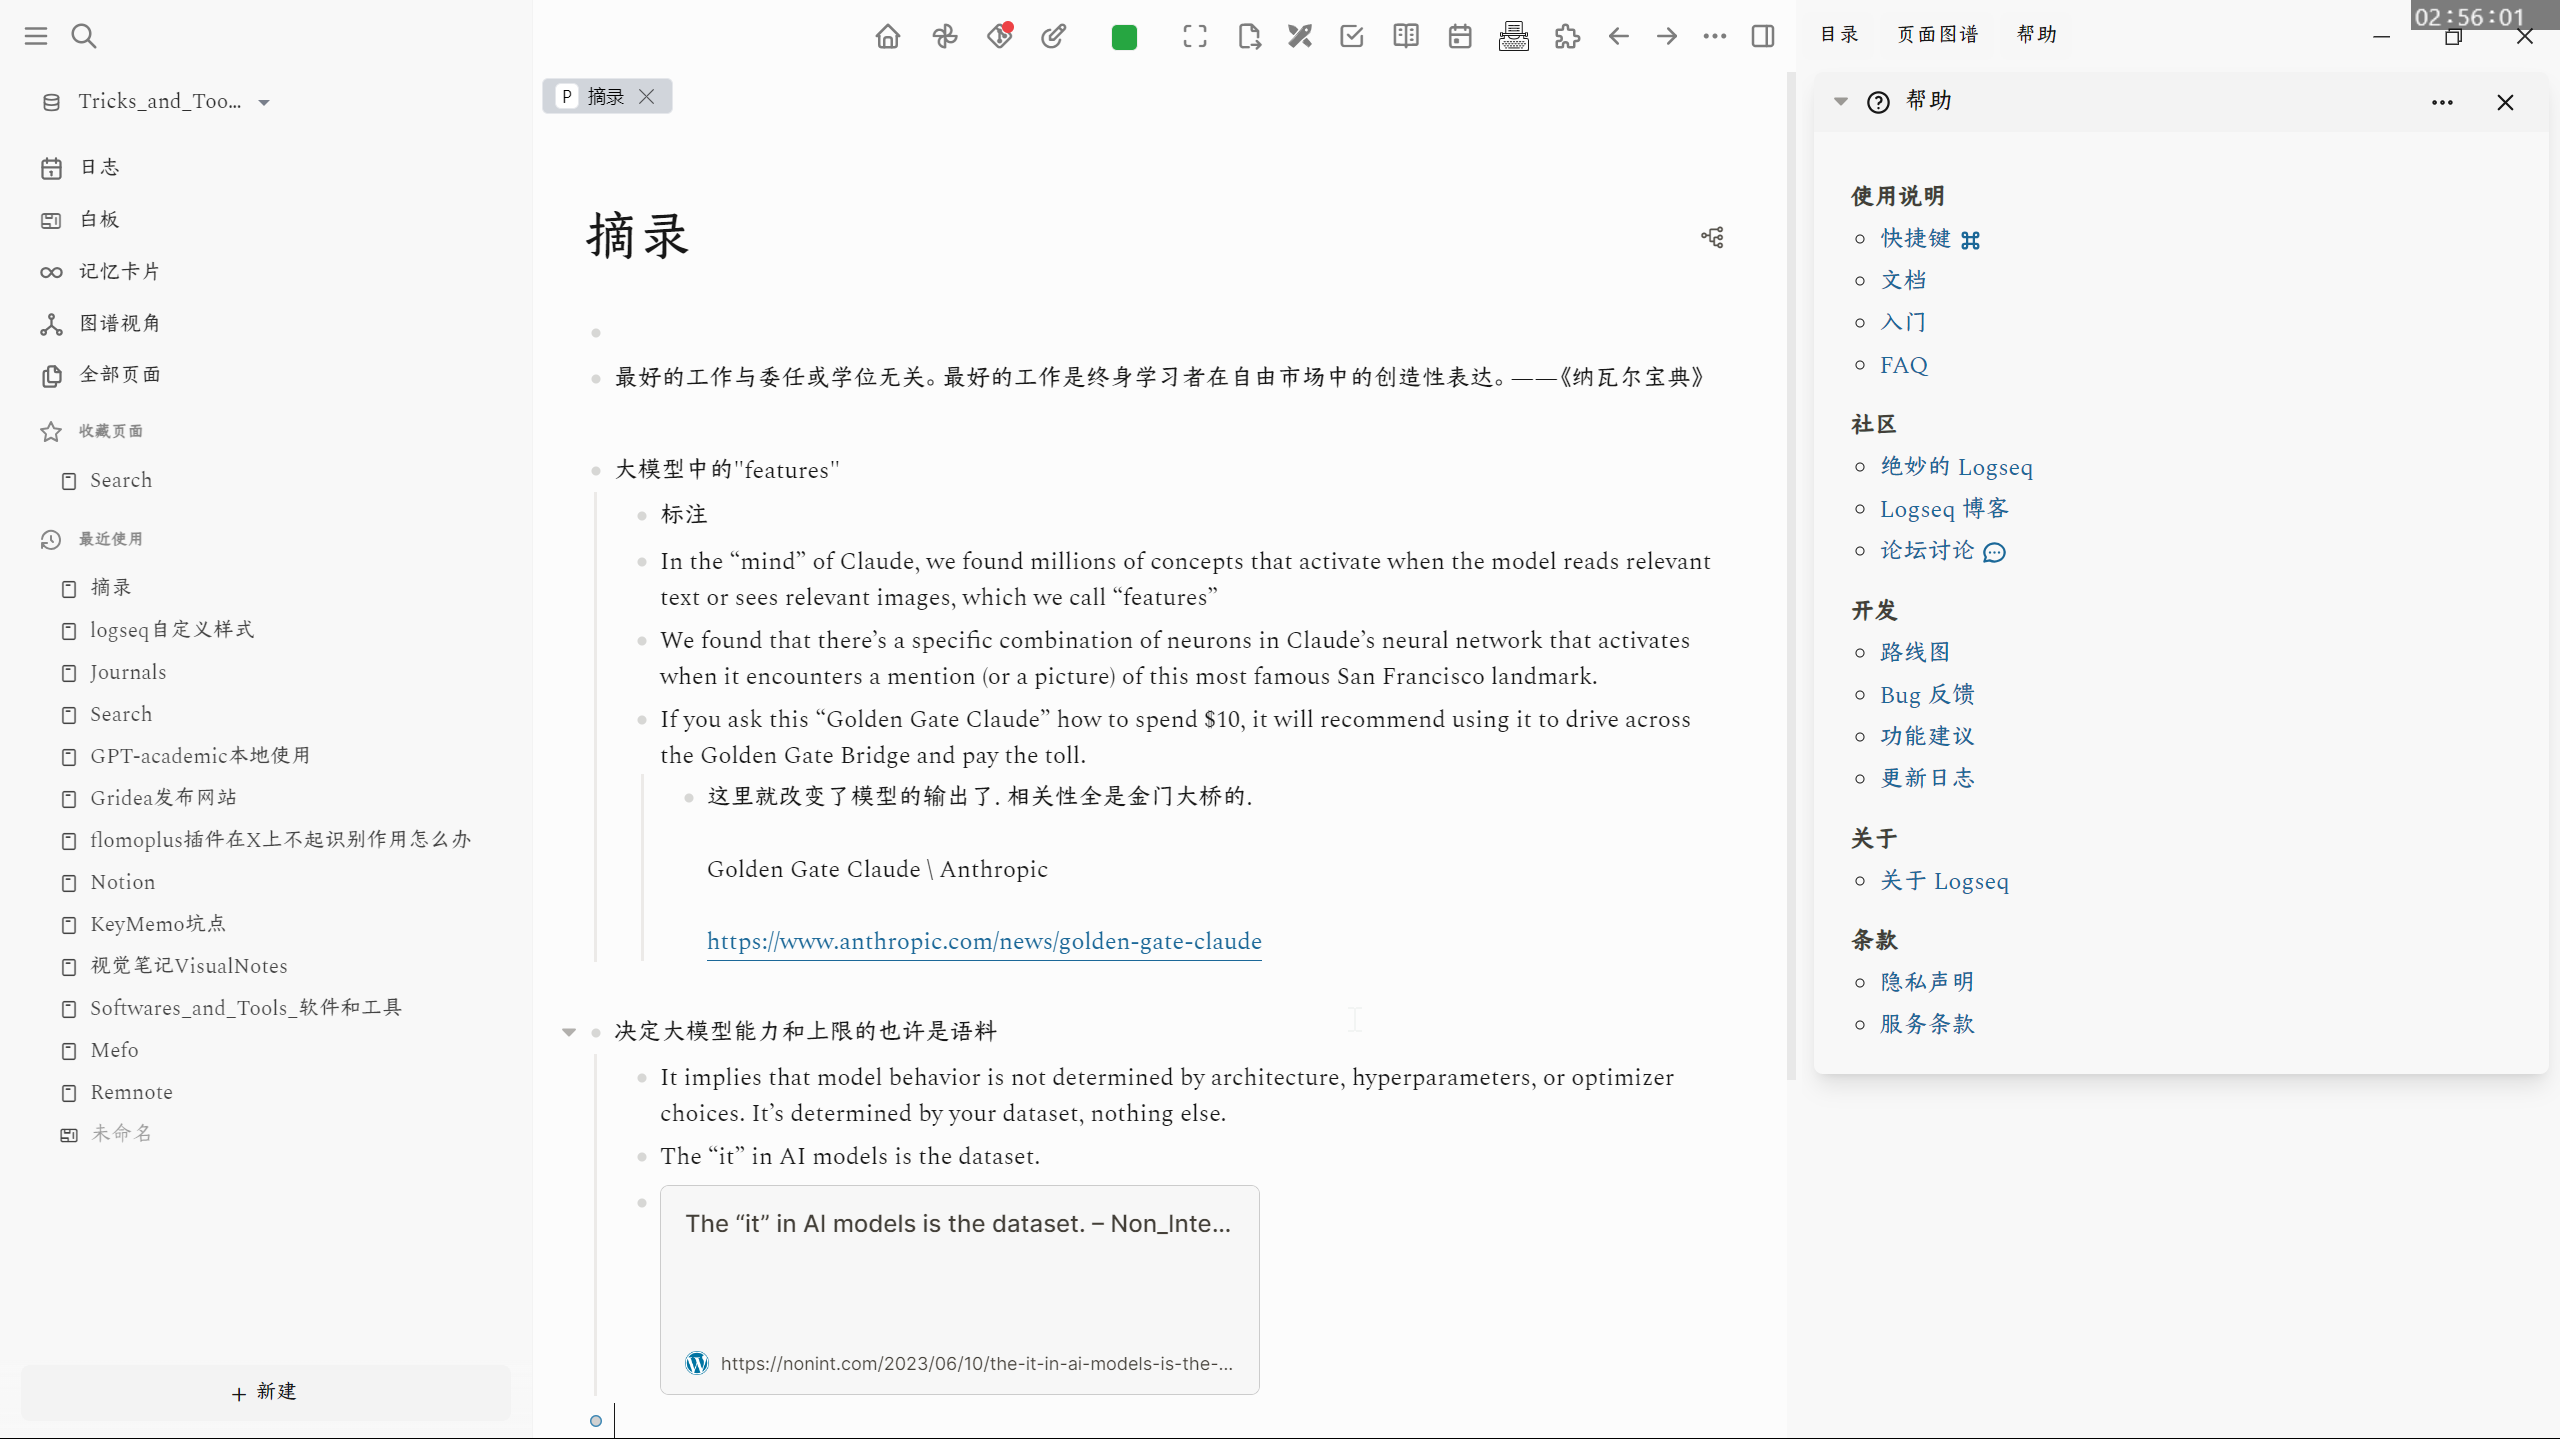 02:56:01
目录 页面图谱 帮助
Tricks_and_Too...
日志
白板
记忆卡片
图谱视角
全部页面
收藏页面
Search
最近使用
摘录
logseq自定义样式
Journals
Search
GPT-academic本地使用
Gridea发布网站
flomoplus插件在X上不起识别作用怎么办
Notion
KeyMemo坑点
视觉笔记VisualNotes
Softwares_and_Tools_软件和工具
Mefo
Remnote
未命名
新建
P 摘录
摘录
最好的工作与委任或学位无关。最好的工作是终身学习者在自由市场中的创造性表达。——《纳瓦尔宝典》
大模型中的"features"
标注
In the “mind” of Claude, we found millions of concepts that activate when the model reads relevant
text or sees relevant images, which we call “features”
We found that there’s a specific combination of neurons in Claude’s neural network that activates
when it encounters a mention (or a picture) of this most famous San Francisco landmark.
If you ask this “Golden Gate Claude” how to spend $10, it will recommend using it to drive across
the Golden Gate Bridge and pay the toll.
这里就改变了模型的输出了. 相关性全是金门大桥的.
Golden Gate Claude \ Anthropic
https://www.anthropic.com/news/golden-gate-claude
决定大模型能力和上限的也许是语料
It implies that model behavior is not determined by architecture, hyperparameters, or optimizer
choices. It’s determined by your dataset, nothing else.
The “it” in AI models is the dataset.
The “it” in AI models is the dataset. – Non_Inte...
https://nonint.com/2023/06/10/the-it-in-ai-models-is-the-...
帮助
使用说明
快捷键
文档
入门
FAQ
社区
绝妙的 Logseq
Logseq 博客
论坛讨论
开发
路线图
Bug 反馈
功能建议
更新日志
关于
关于 Logseq
条款
隐私声明
服务条款